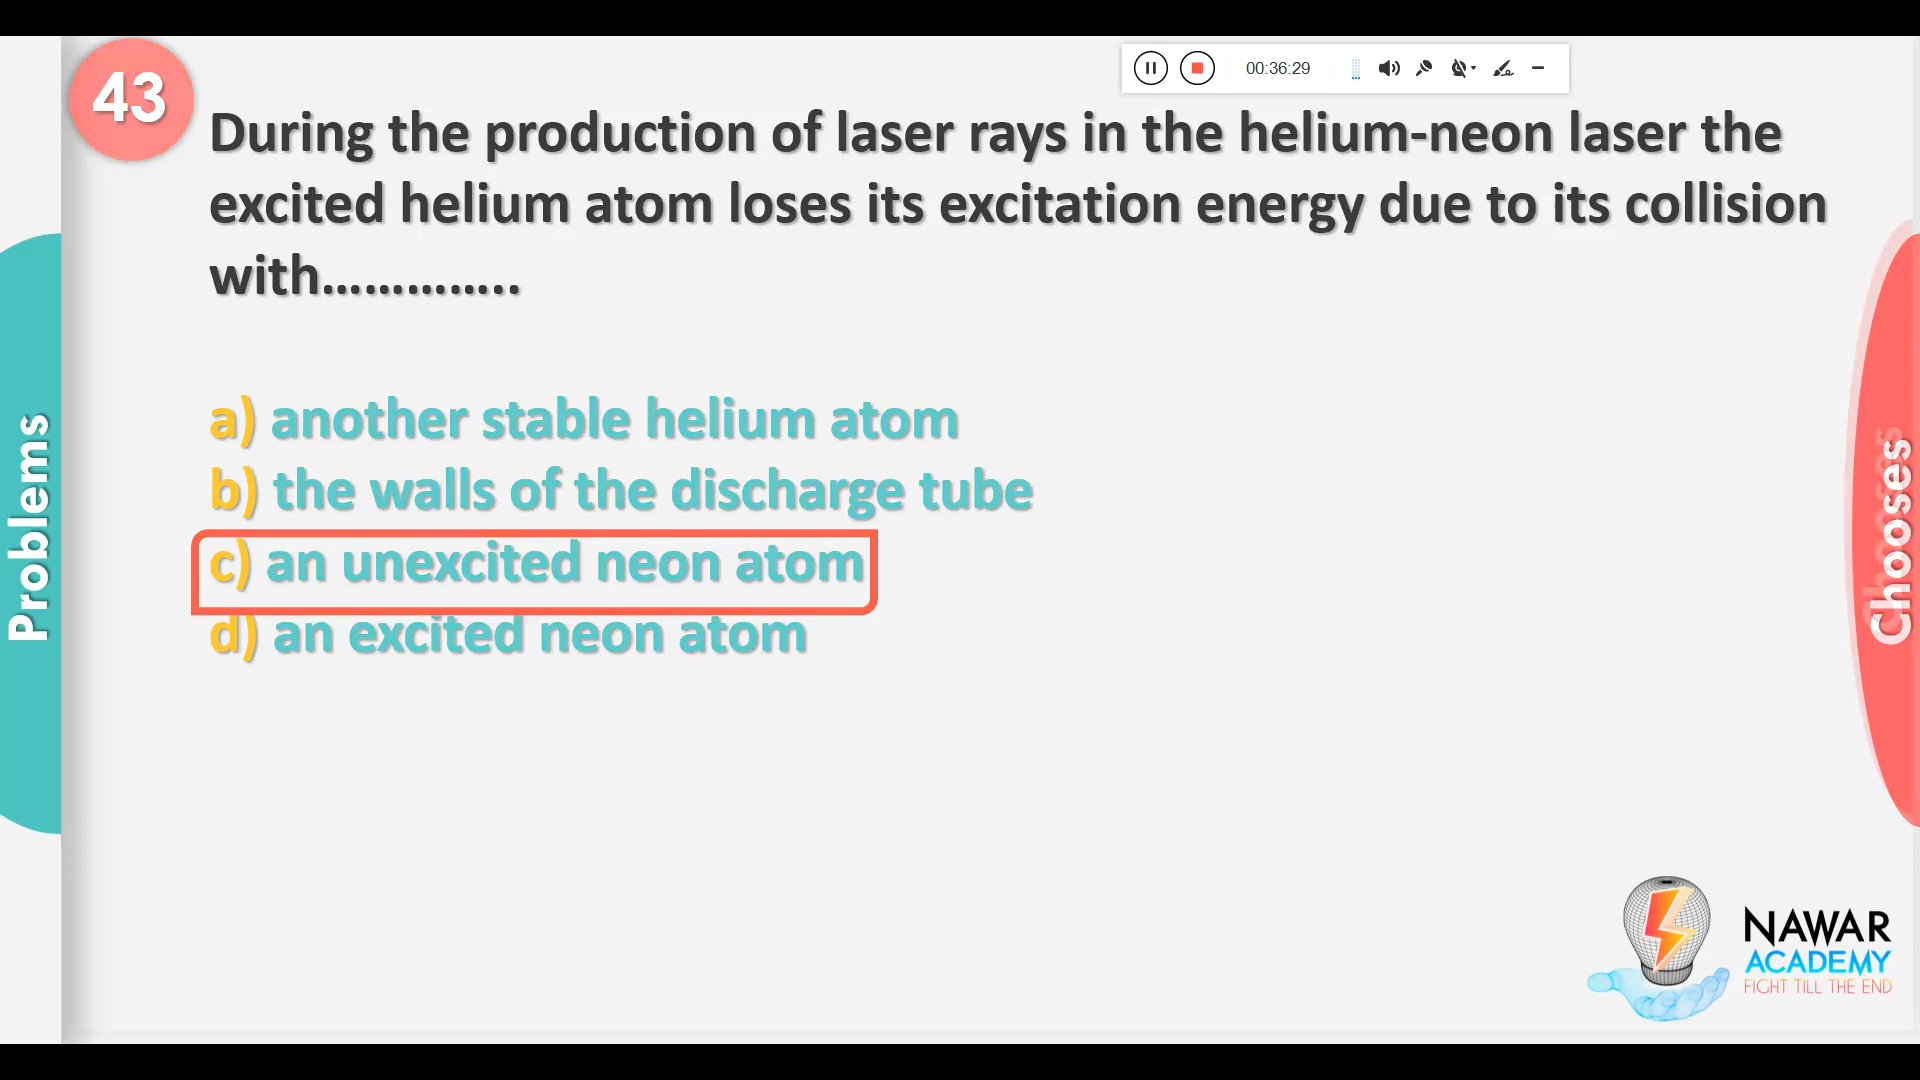 43
00:36:29
During the production of laser rays in the helium-neon laser the
excited helium atom loses its excitation energy due to its collision
with…………..
a) another stable helium atom
b) the walls of the discharge tube
c) an unexcited neon atom
d) an excited neon atom
Problems
Chooses
NAWAR
ACADEMY
FIGHT TILL THE END